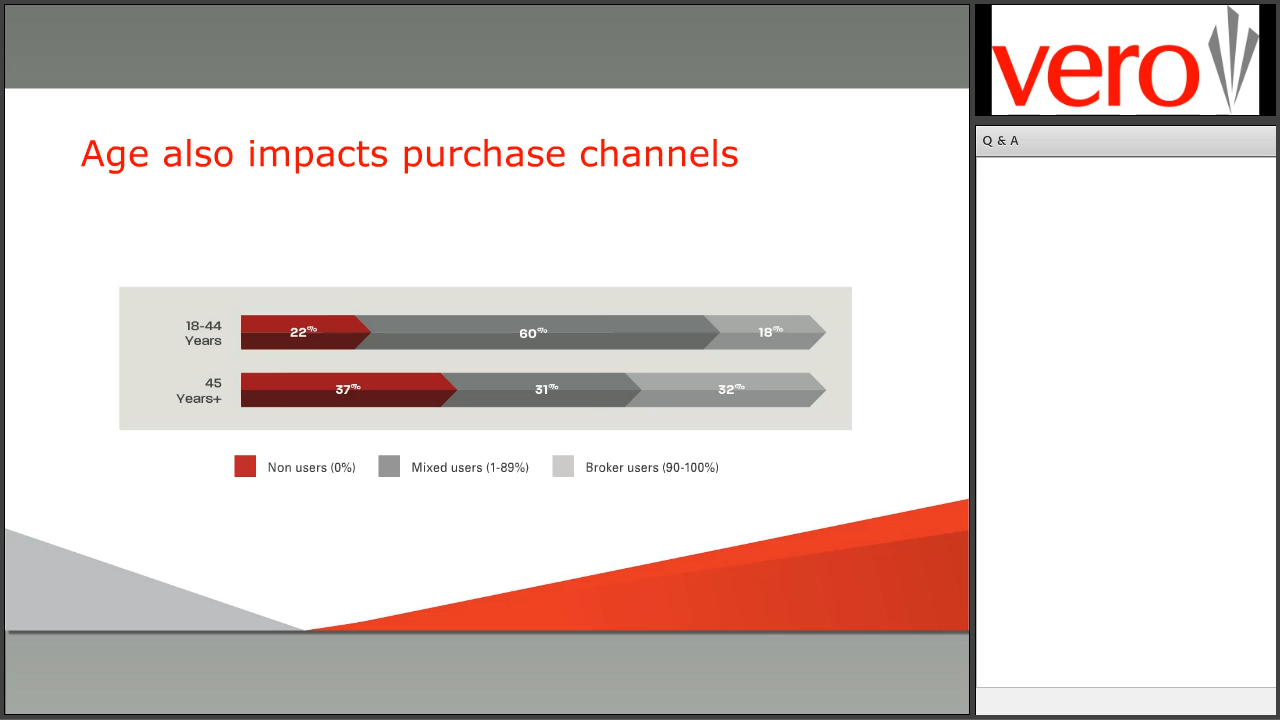 Age also impacts purchase channels
18-44
Years
22% 60% 18%
45
Years+
37% 31% 32%
Non users (0%) Mixed users (1-89%) Broker users (90-100%)
vero
Q & A